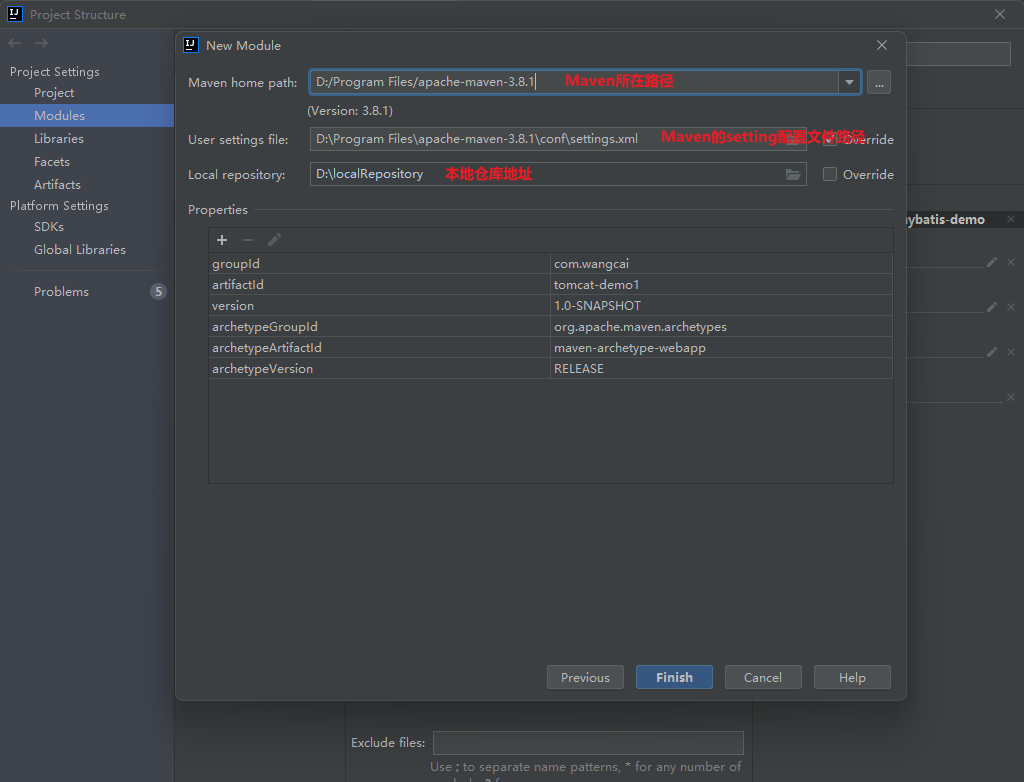 Project Structure
New Module
Project Settings
Project
Modules
Libraries
Facets
Artifacts
Platform Settings
SDKs
Global Libraries
Problems 5
Maven home path: D:/Program Files/apache-maven-3.8.1 Maven所在路径 ...
(Version: 3.8.1)
User settings file: D:\Program Files\apache-maven-3.8.1\conf\settings.xml Maven的setting配置文件路径 Override
Local repository: D:\localRepository 本地仓库地址 Override
Properties
groupId com.wangcai
artifactId tomcat-demo1
version 1.0-SNAPSHOT
archetypeGroupId org.apache.maven.archetypes
archetypeArtifactId maven-archetype-webapp
archetypeVersion RELEASE
ybatis-demo
Previous Finish Cancel Help
Exclude files:
Use ; to separate name patterns, * for any number of